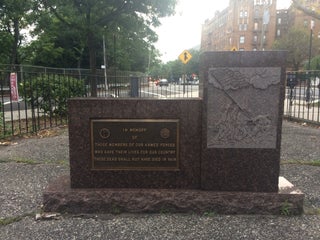 IN MEMORY
OF
THOSE MEMBERS OF OUR ARMED FORCES
WHO GAVE THEIR LIVES FOR OUR COUNTRY
THESE DEAD SHALL NOT HAVE DIED IN VAIN